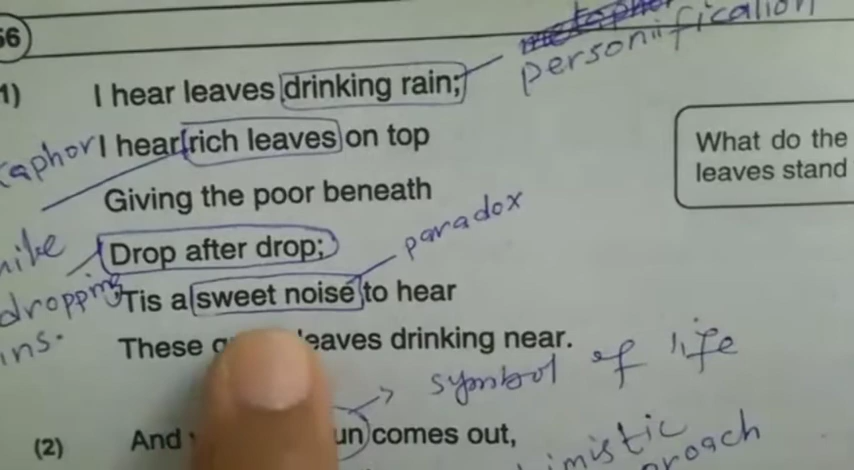 56
personification
1) I hear leaves drinking rain;
I hear rich leaves on top
What do the
leaves stand
Giving the poor beneath
paradox
Drop after drop;
dropping
'Tis a sweet noise to hear
These leaves drinking near.
symbol of life
(2) And comes out,